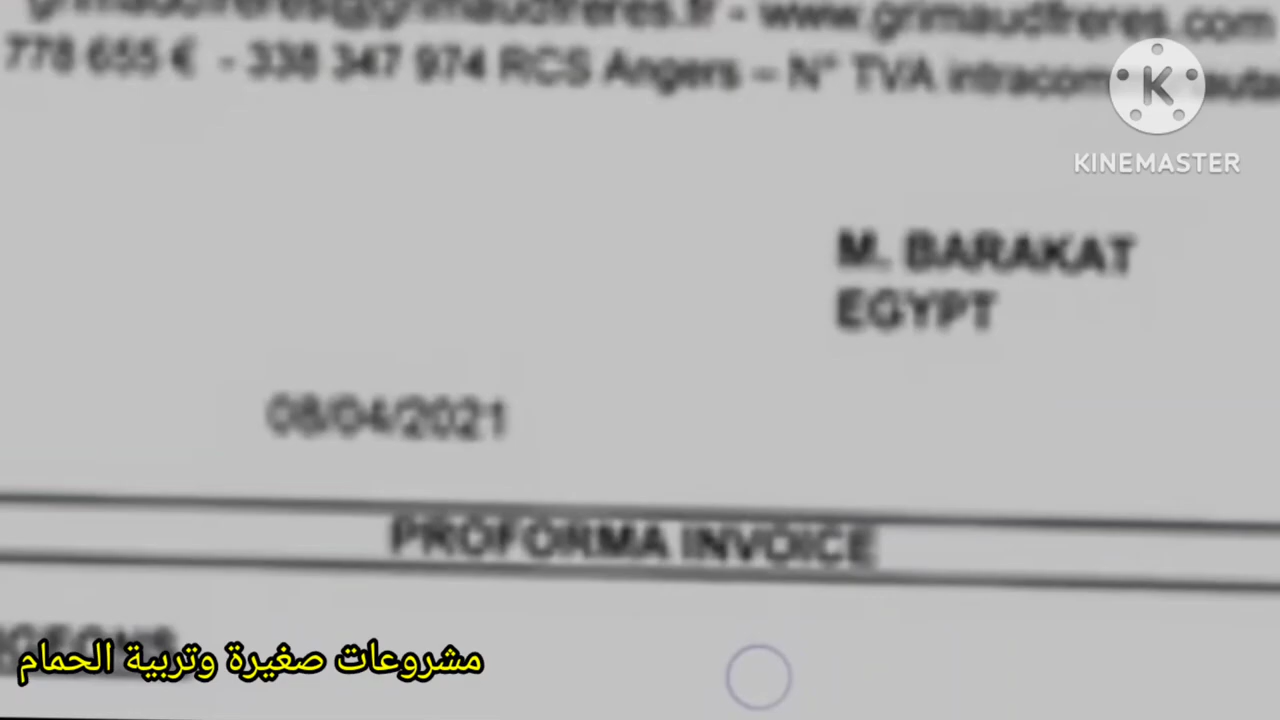 grimaudfreres@grimaudfreres.fr - www.grimaudfreres.com
778 655 € - 338 347 974 RCS Angers – N° TVA
K
KINEMASTER
M. BARAKAT
EGYPT
08/04/2021
PROFORMA INVOICE
مشروعات صغيرة وتربية الحمام